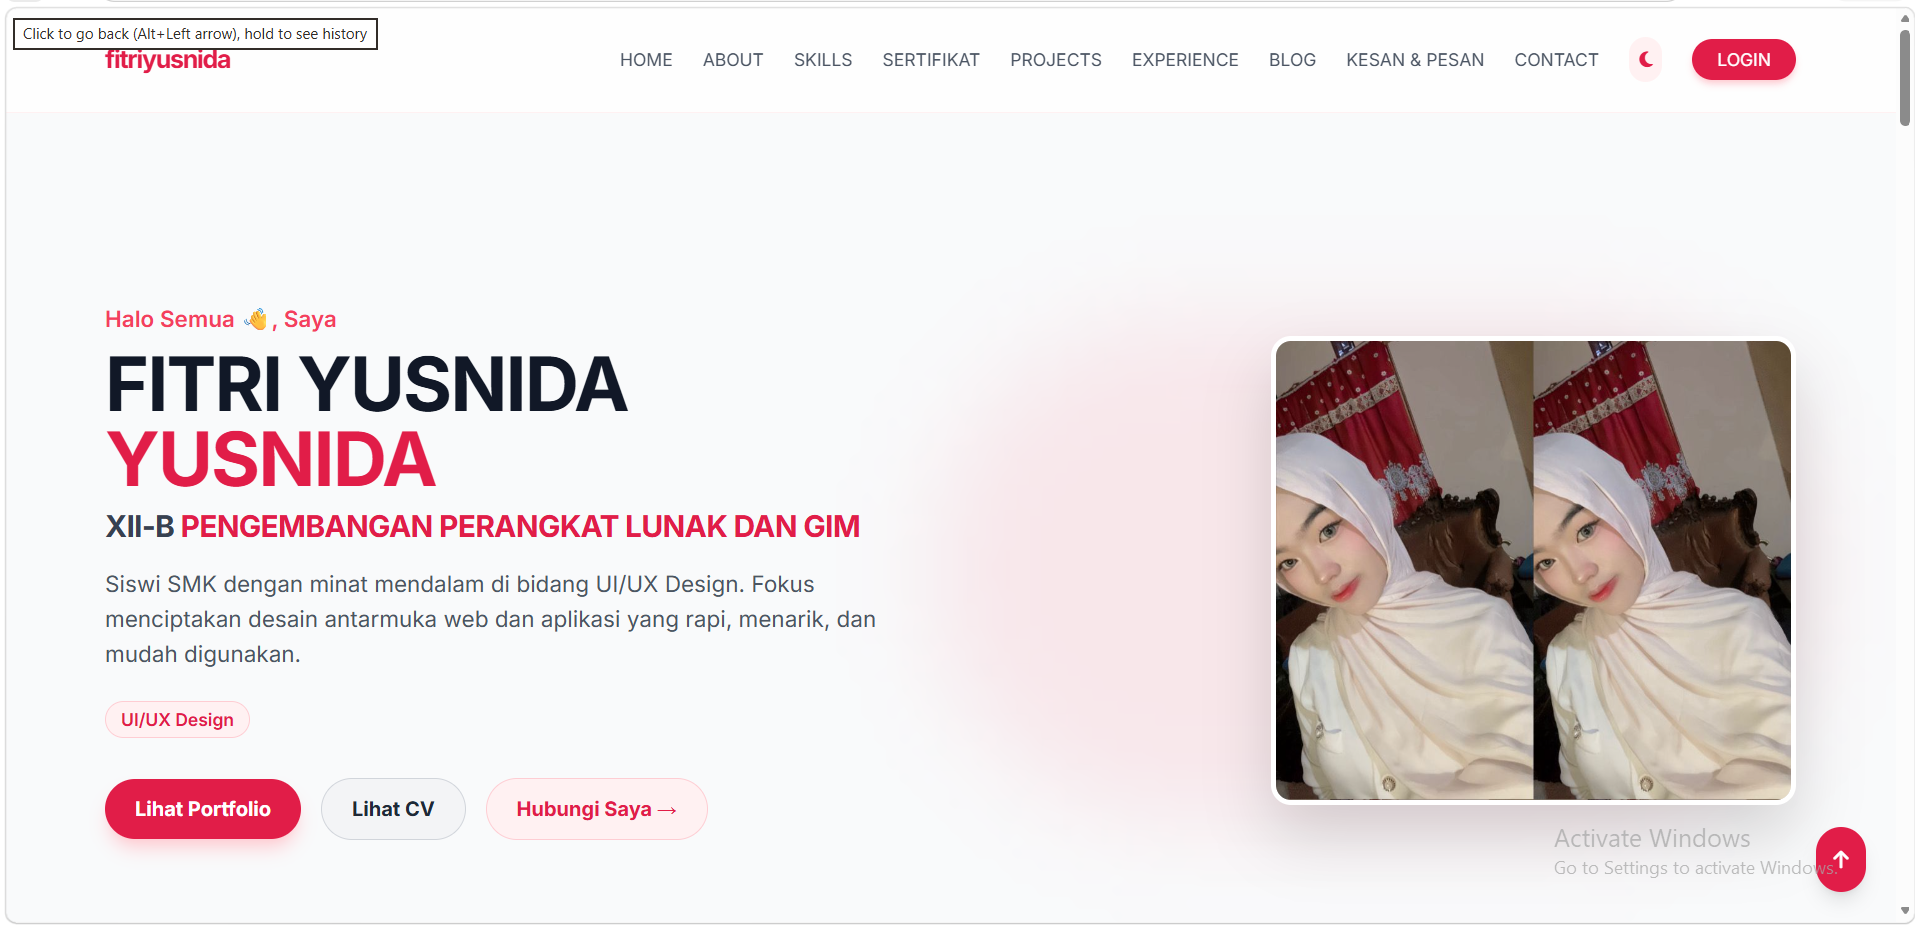 Click to go back (Alt+Left arrow), hold to see history
fitriyusnida
HOME ABOUT SKILLS SERTIFIKAT PROJECTS EXPERIENCE BLOG KESAN & PESAN CONTACT LOGIN
Halo Semua 👋, Saya
FITRI YUSNIDA
YUSNIDA
XII-B PENGEMBANGAN PERANGKAT LUNAK DAN GIM
Siswi SMK dengan minat mendalam di bidang UI/UX Design. Fokus
menciptakan desain antarmuka web dan aplikasi yang rapi, menarik, dan
mudah digunakan.
UI/UX Design
Lihat Portfolio Lihat CV Hubungi Saya →
Activate Windows
Go to Settings to activate Windows.